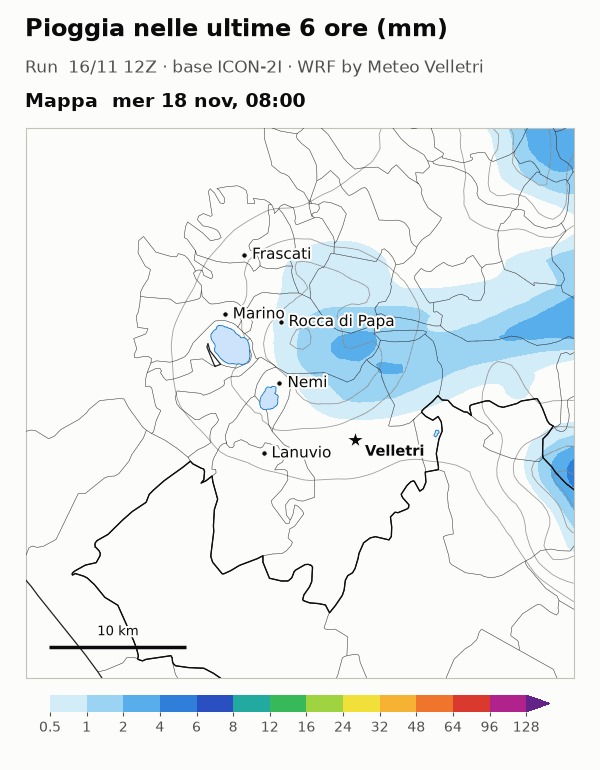 Pioggia nelle ultime 6 ore (mm)
Run  16/11 12Z · base ICON-2I · WRF by Meteo Velletri
Mappa  mer 18 nov, 08:00
Frascati
Marino
Rocca di Papa
Nemi
Velletri
Lanuvio
10 km
0.5 1 2 4 6 8 12 16 24 32 48 64 96 128